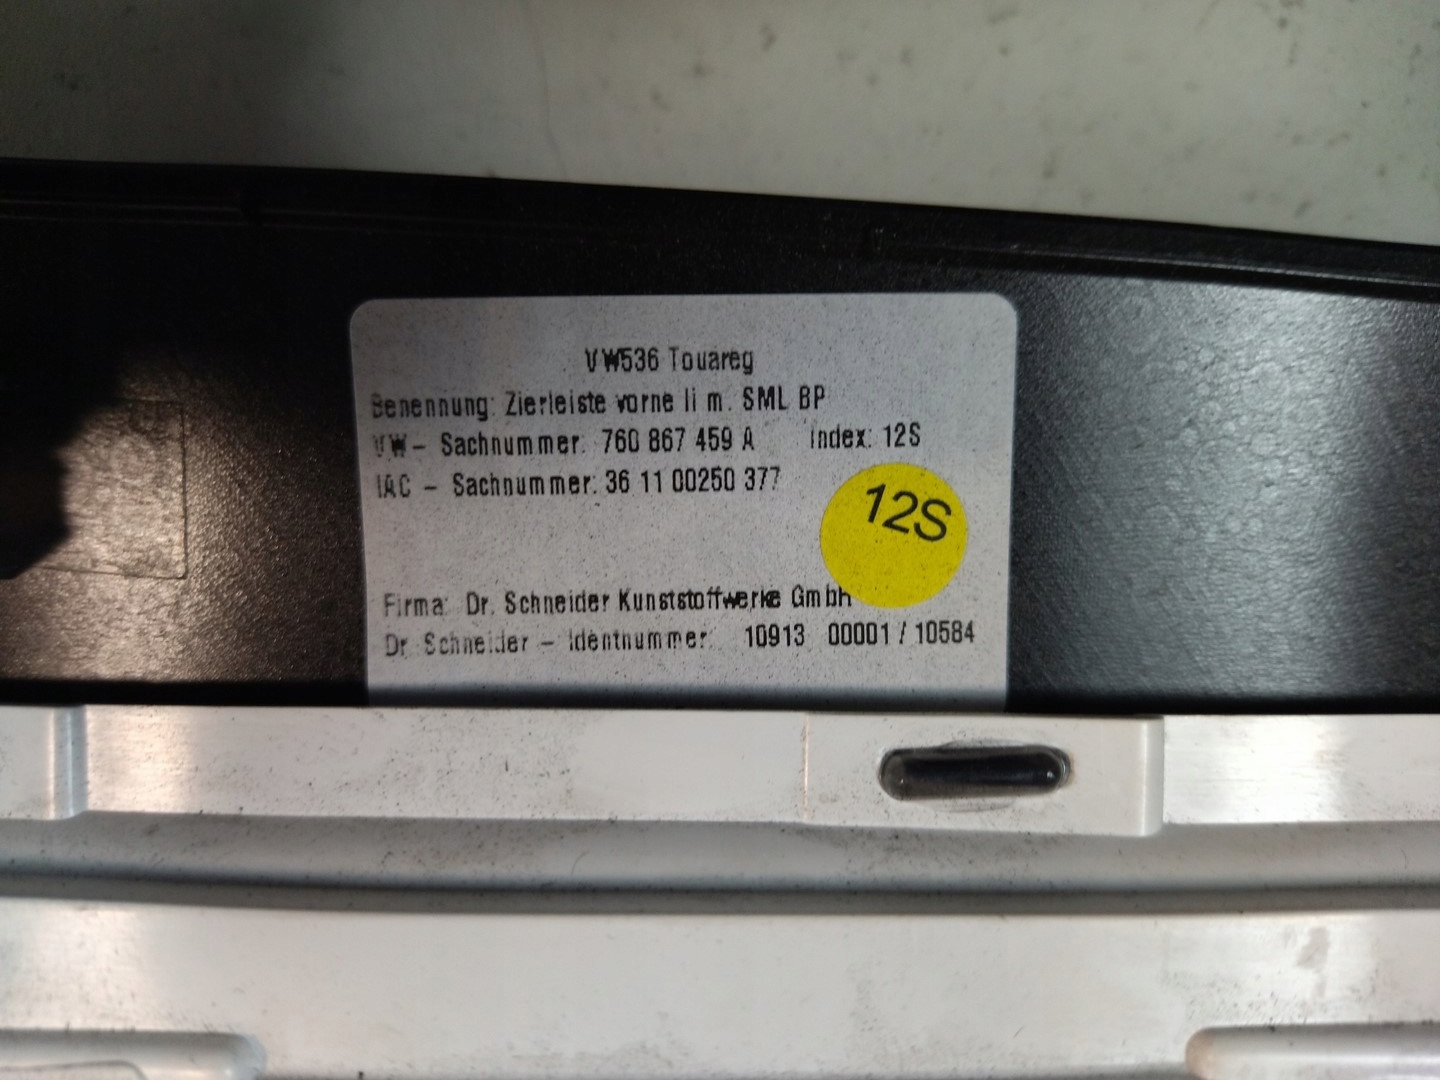 VW536 Touareg
Benennung: Zierleiste vorne li m. SML BP
VW - Sachnummer: 760 867 459 A Index: 12S
IAC - Sachnummer: 36 11 00250 377
12S
Firma: Dr. Schneider Kunststoffwerke GmbH
Dr. Schneider - Identnummer: 10913 00001 / 10584